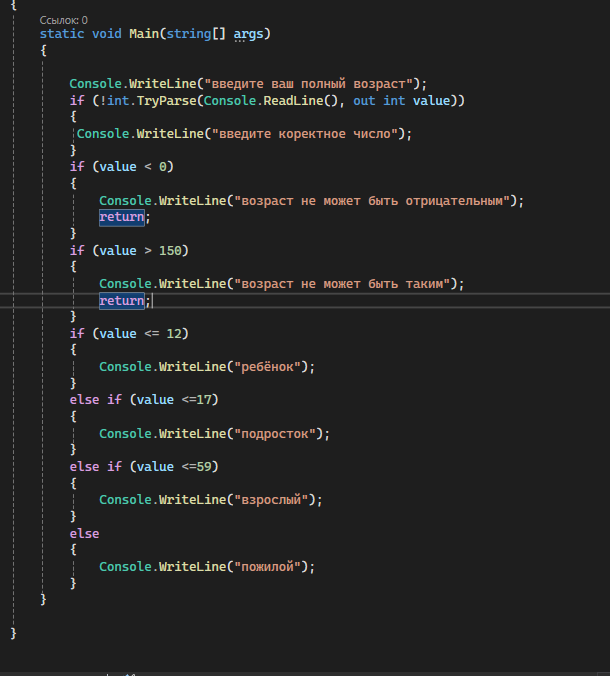 {
Ссылок: 0
static void Main(string[] args)
{
Console.WriteLine("введите ваш полный возраст");
if (!int.TryParse(Console.ReadLine(), out int value))
{
Console.WriteLine("введите коректное число");
}
if (value < 0)
{
Console.WriteLine("возраст не может быть отрицательным");
return;
}
if (value > 150)
{
Console.WriteLine("возраст не может быть таким");
return;
}
if (value <= 12)
{
Console.WriteLine("ребёнок");
}
else if (value <=17)
{
Console.WriteLine("подросток");
}
else if (value <=59)
{
Console.WriteLine("взрослый");
}
else
{
Console.WriteLine("пожилой");
}
}
}